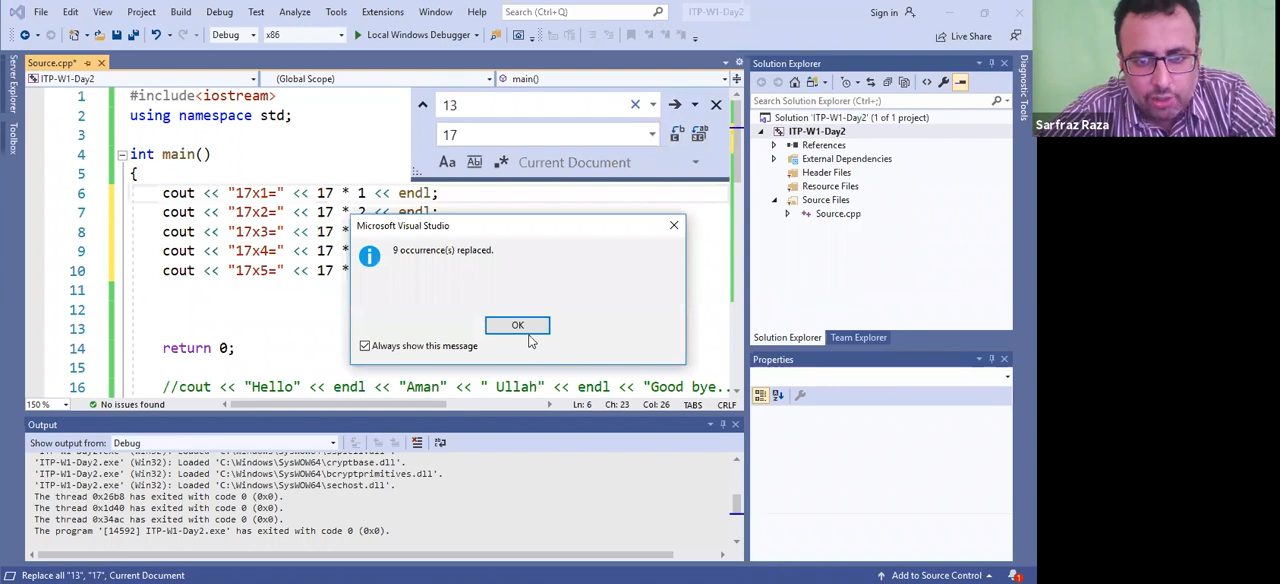 File Edit View Git Project Build Debug Test Analyze Tools Extensions Window Help Search (Ctrl+Q) ITP-W1-Day2 Sign in
Debug x86 Local Windows Debugger Live Share
Server Explorer
Toolbox
Source.cpp*
ITP-W1-Day2 (Global Scope) main()
1 #include<iostream>
2 using namespace std;
3
4 int main()
5 {
6 cout << "17x1=" << 17 * 1 << endl;
7 cout << "17x2=" << 17 * 2 << endl;
8 cout << "17x3=" << 17 *
9 cout << "17x4=" << 17 *
10 cout << "17x5=" << 17 *
11
12
13
14 return 0;
15
16 //cout << "Hello" << endl << "Aman" << " Ullah" << endl << "Good bye..
13
17
Aa Ab Current Document
Microsoft Visual Studio
9 occurrence(s) replaced.
OK
Always show this message
150 % No issues found Ln: 6 Ch: 23 Col: 26 TABS CRLF
Output
Show output from: Debug
'ITP-W1-Day2.exe' (Win32): Loaded 'C:\Windows\SysWOW64\cryptbase.dll'.
'ITP-W1-Day2.exe' (Win32): Loaded 'C:\Windows\SysWOW64\bcryptprimitives.dll'.
'ITP-W1-Day2.exe' (Win32): Loaded 'C:\Windows\SysWOW64\sechost.dll'.
The thread 0x26b8 has exited with code 0 (0x0).
The thread 0x1d40 has exited with code 0 (0x0).
The thread 0x34ac has exited with code 0 (0x0).
The program '[14592] ITP-W1-Day2.exe' has exited with code 0 (0x0).
Solution Explorer
Search Solution Explorer (Ctrl+;)
Solution 'ITP-W1-Day2' (1 of 1 project)
ITP-W1-Day2
References
External Dependencies
Header Files
Resource Files
Source Files
Source.cpp
Solution Explorer Team Explorer
Properties
Diagnostic Tools
Sarfraz Raza
Replace all "13", "17", Current Document Add to Source Control 1